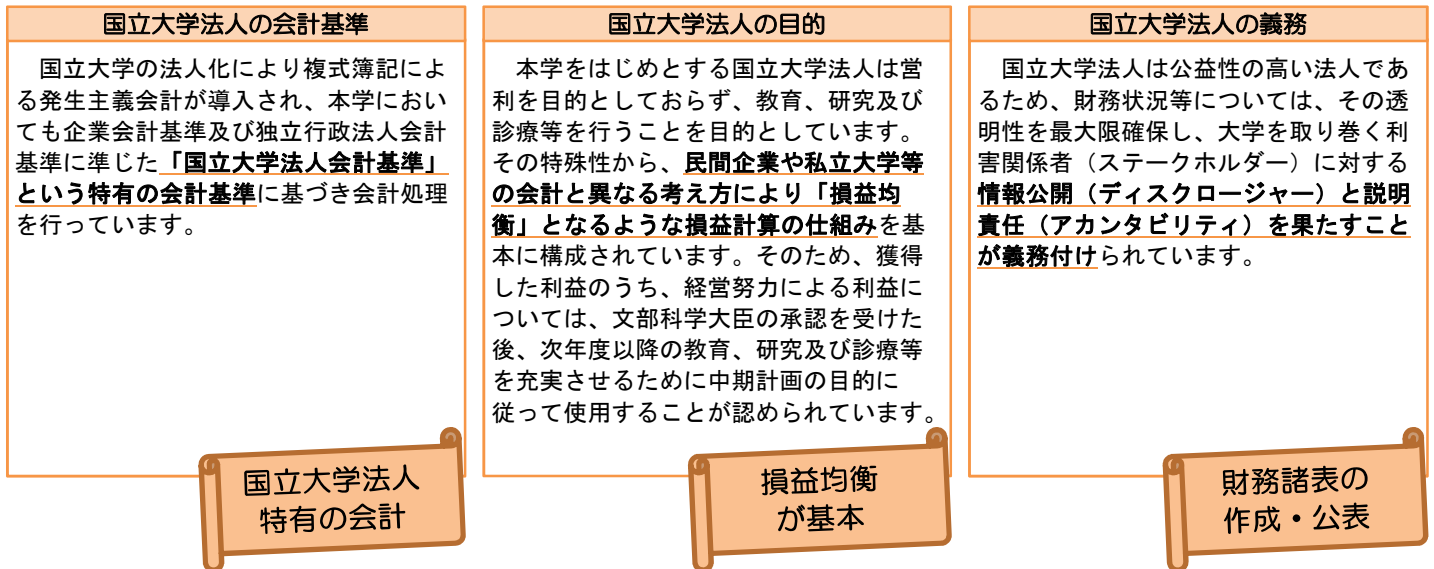 国立大学法人の会計基準
　国立大学の法人化により複式簿記によ
る発生主義会計が導入され、本学におい
ても企業会計基準及び独立行政法人会計
基準に準じた「国立大学法人会計基準」
という特有の会計基準に基づき会計処理
を行っています。
国立大学法人
特有の会計
国立大学法人の目的
　本学をはじめとする国立大学法人は営
利を目的としておらず、教育、研究及び
診療等を行うことを目的としています。
その特殊性から、民間企業や私立大学等
の会計と異なる考え方により「損益均
衡」となるような損益計算の仕組みを基
本に構成されています。そのため、獲得
した利益のうち、経営努力による利益に
ついては、文部科学大臣の承認を受けた
後、次年度以降の教育、研究及び診療等
を充実させるために中期計画の目的に
従って使用することが認められています。
損益均衡
が基本
国立大学法人の義務
　国立大学法人は公益性の高い法人であ
るため、財務状況等については、その透
明性を最大限確保し、大学を取り巻く利
害関係者（ステークホルダー）に対する
情報公開（ディスクロージャー）と説明
責任（アカンタビリティ）を果たすこと
が義務付けられています。
財務諸表の
作成・公表